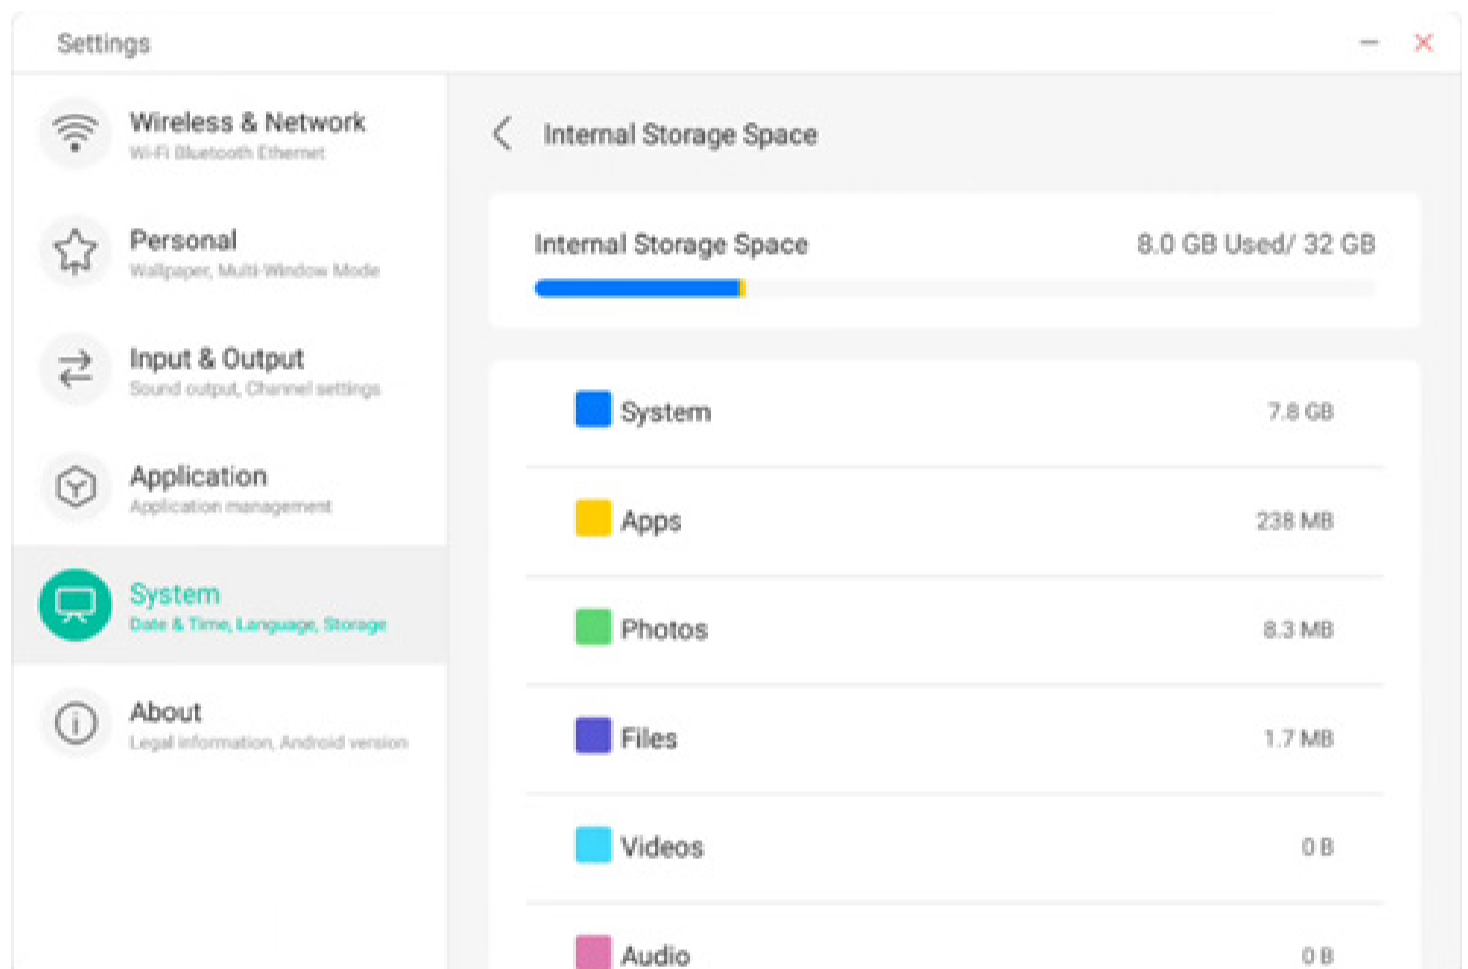 Settings
Wireless & Network
Wi-Fi Bluetooth Ethernet
Personal
Wallpaper, Multi-Window Mode
Input & Output
Sound output, Channel settings
Application
Application management
System
Date & Time, Language, Storage
About
Legal information, Android version
Internal Storage Space
Internal Storage Space 8.0 GB Used/ 32 GB
System 7.8 GB
Apps 238 MB
Photos 8.3 MB
Files 1.7 MB
Videos 0 B
Audio 0 B